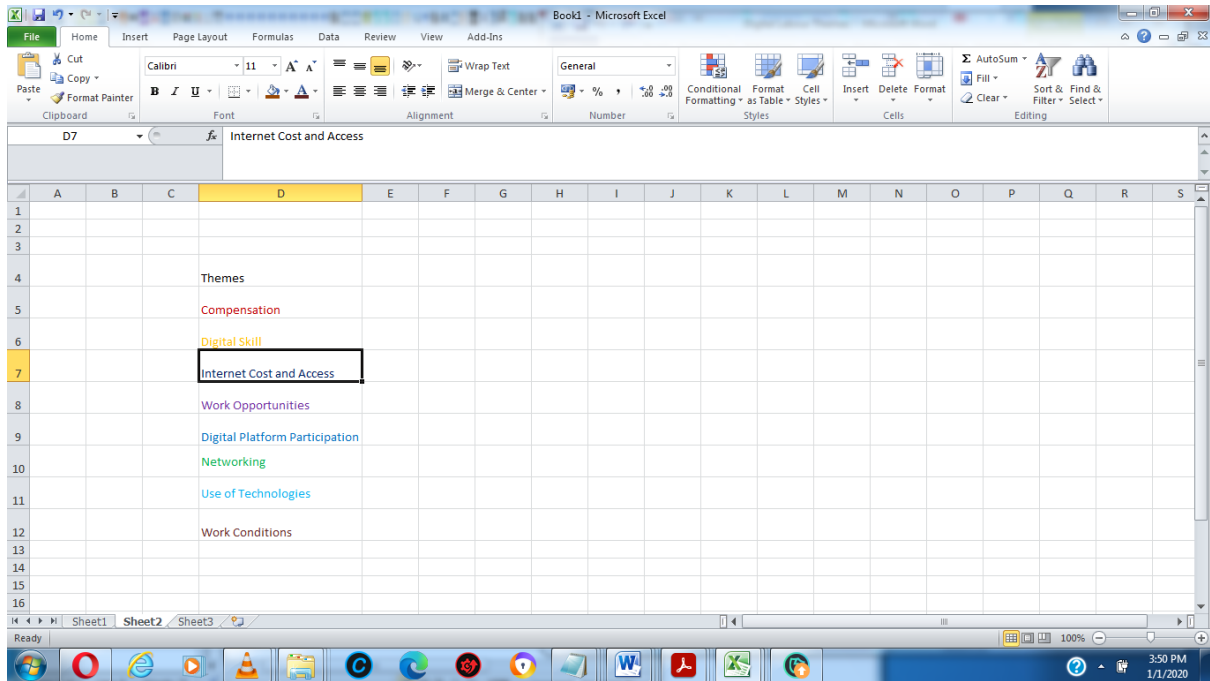 Book1 - Microsoft Excel
File Home Insert Page Layout Formulas Data Review View Add-Ins
Cut
Copy
Format Painter
Paste
Clipboard
Calibri 11
B I U
Font
Wrap Text
Merge & Center
Alignment
General
% ,
Number
Conditional Formatting
Format as Table
Cell Styles
Styles
Insert Delete Format
Cells
Σ AutoSum
Fill
Clear
Sort & Filter
Find & Select
Editing
D7 fx Internet Cost and Access
A B C D E F G H I J K L M N O P Q R S
1
2
3
4 Themes
5 Compensation
6 Digital Skill
7 Internet Cost and Access
8 Work Opportunities
9 Digital Platform Participation
10 Networking
11 Use of Technologies
12 Work Conditions
13
14
15
16
Sheet1 Sheet2 Sheet3
Ready 100%
3:50 PM
1/1/2020